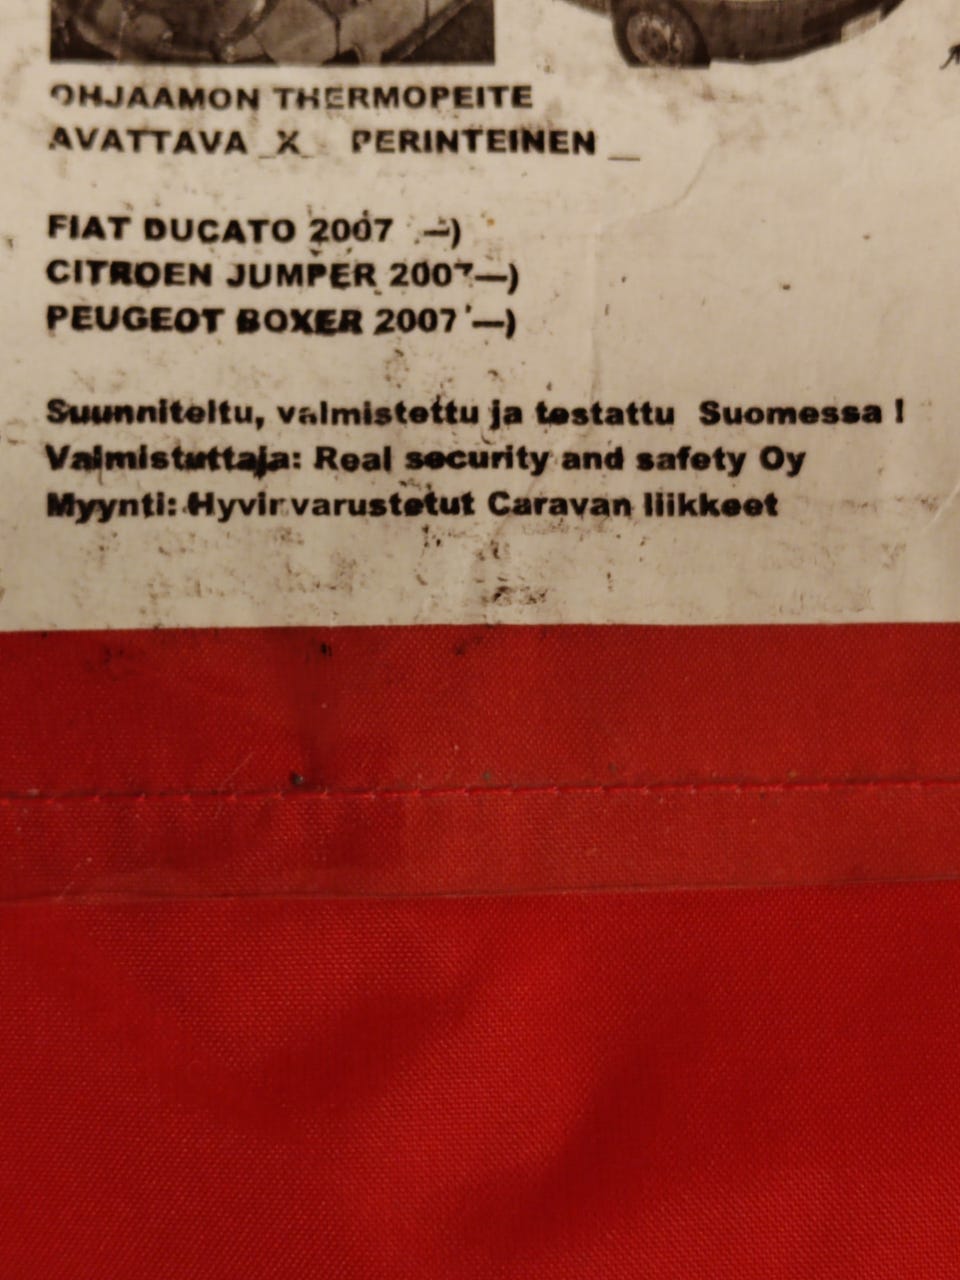 OHJAAMON THERMOPEITE
AVATTAVA _X_ PERINTEINEN __
FIAT DUCATO 2007 —)
CITROEN JUMPER 2007—)
PEUGEOT BOXER 2007 —)
Suunniteltu, valmistettu ja testattu Suomessa !
Valmistuttaja: Real security and safety Oy
Myynti: Hyvin varustetut Caravan liikkeet